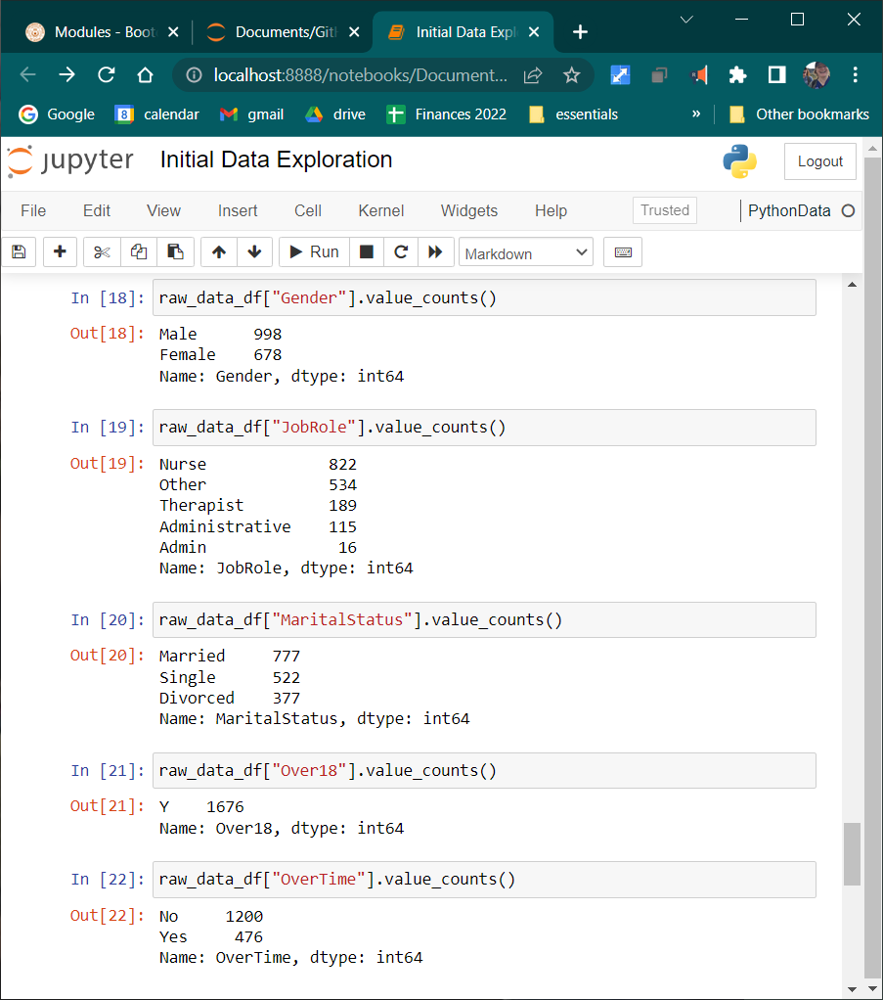 Modules - Boot
Documents/Git
Initial Data Expl
localhost:8888/notebooks/Document...
Google
8 calendar
gmail
drive
Finances 2022
essentials
»
Other bookmarks
jupyter
Initial Data Exploration
Logout
File Edit View Insert Cell Kernel Widgets Help
Trusted
PythonData
Run
Markdown
In [18]: raw_data_df["Gender"].value_counts()
Out[18]: Male 998
Female 678
Name: Gender, dtype: int64
In [19]: raw_data_df["JobRole"].value_counts()
Out[19]: Nurse 822
Other 534
Therapist 189
Administrative 115
Admin 16
Name: JobRole, dtype: int64
In [20]: raw_data_df["MaritalStatus"].value_counts()
Out[20]: Married 777
Single 522
Divorced 377
Name: MaritalStatus, dtype: int64
In [21]: raw_data_df["Over18"].value_counts()
Out[21]: Y 1676
Name: Over18, dtype: int64
In [22]: raw_data_df["OverTime"].value_counts()
Out[22]: No 1200
Yes 476
Name: OverTime, dtype: int64